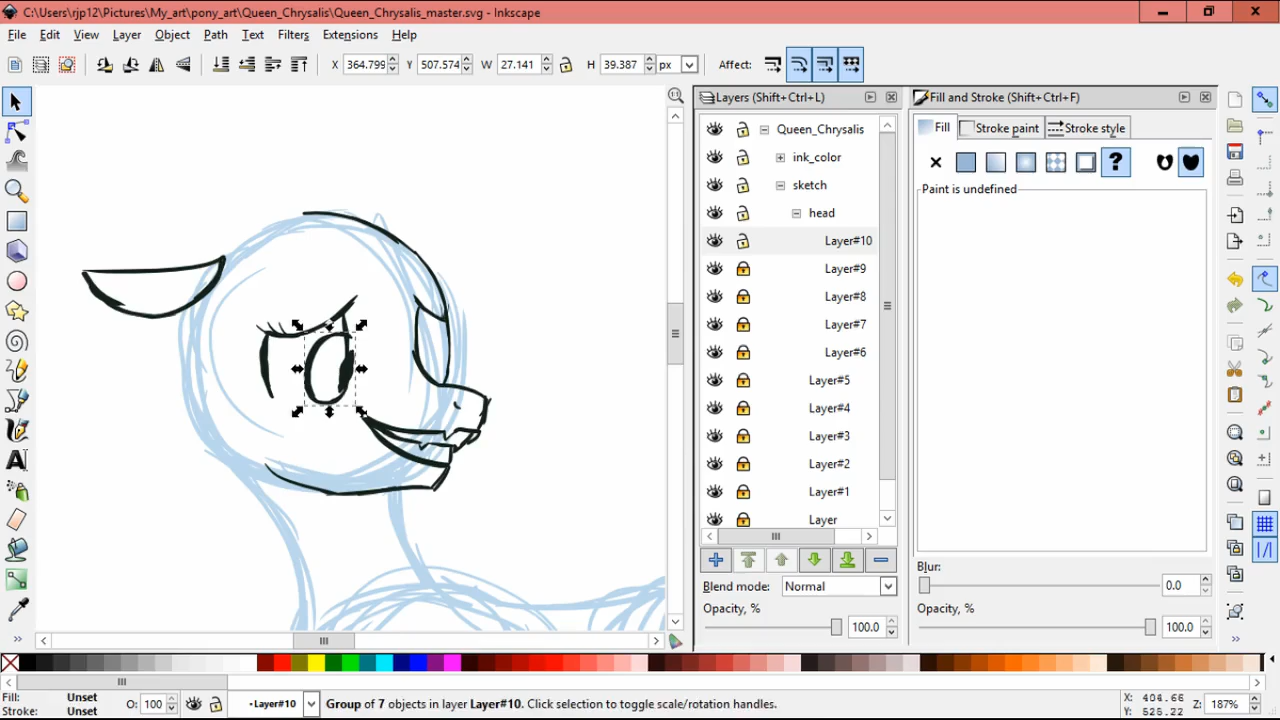 C:\Users\rjp12\Pictures\My_art\pony_art\Queen_Chrysalis\Queen_Chrysalis_master.svg - Inkscape
File Edit View Layer Object Path Text Filters Extensions Help
X 364.799 Y 507.574 W 27.141 H 39.387 px Affect:
Layers (Shift+Ctrl+L)
Fill and Stroke (Shift+Ctrl+F)
Queen_Chrysalis
ink_color
sketch
head
Layer#10
Layer#9
Layer#8
Layer#7
Layer#6
Layer#5
Layer#4
Layer#3
Layer#2
Layer#1
Layer
Blend mode: Normal
Opacity, % 100.0
Fill Stroke paint Stroke style
?
Paint is undefined
Blur:
0.0
Opacity, %
100.0
1:1
A
Fill: Unset
Stroke: Unset
O: 100
·Layer#10
Group of 7 objects in layer Layer#10. Click selection to toggle scale/rotation handles.
X: 404.66
Y: 525.22
Z: 187%